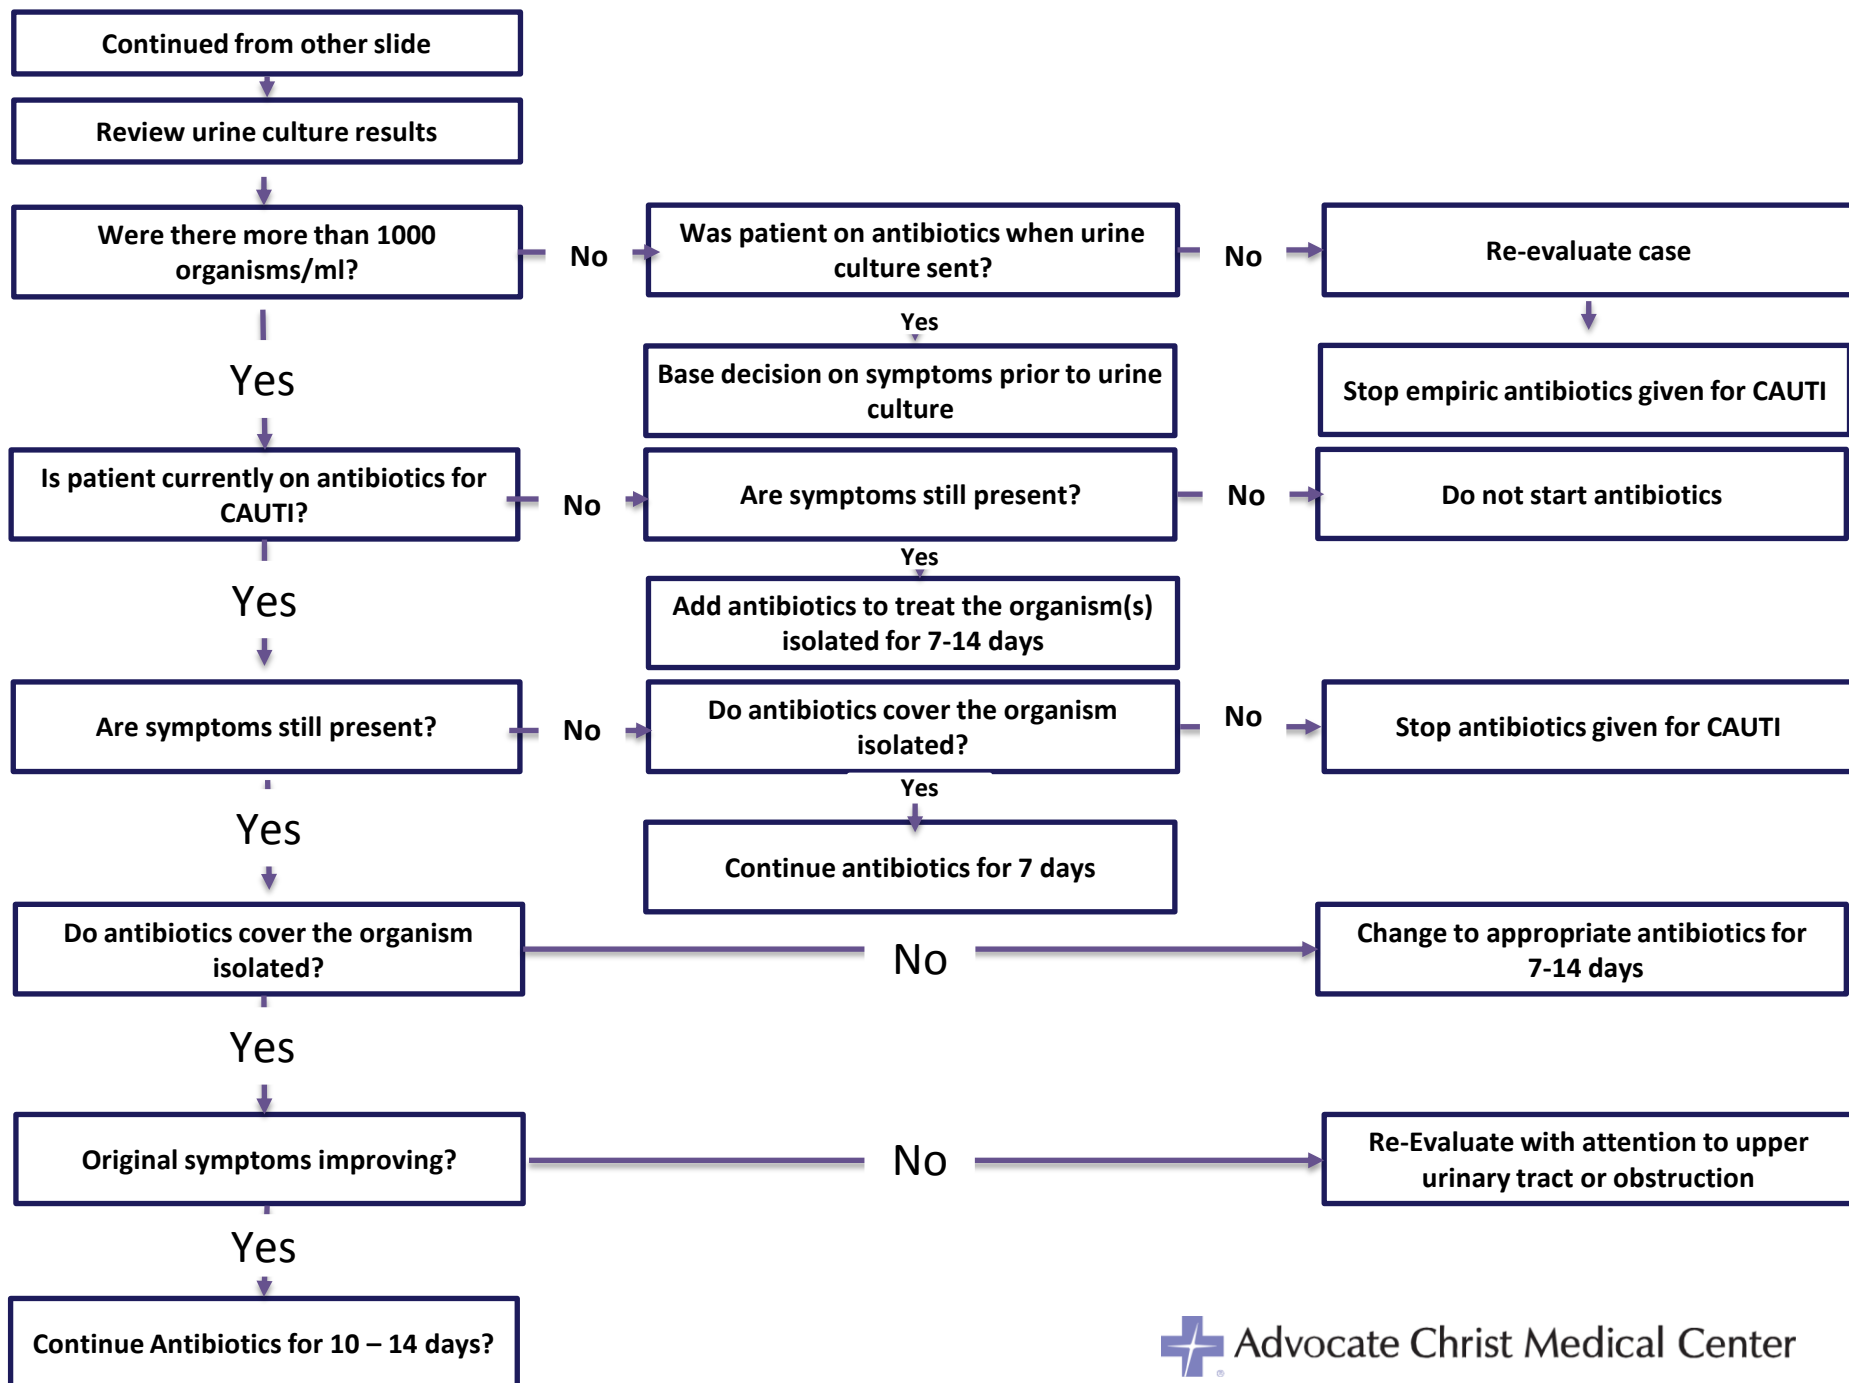 Continued from other slide
Review urine culture results
Were there more than 1000
organisms/ml?
No
Was patient on antibiotics when urine
culture sent?
No
Re-evaluate case
Yes
Yes
Base decision on symptoms prior to urine
culture
Stop empiric antibiotics given for CAUTI
Is patient currently on antibiotics for
CAUTI?
No
Are symptoms still present?
No
Do not start antibiotics
Yes
Yes
Add antibiotics to treat the organism(s)
isolated for 7-14 days
Are symptoms still present?
No
Do antibiotics cover the organism
isolated?
No
Stop antibiotics given for CAUTI
Yes
Yes
Continue antibiotics for 7 days
Do antibiotics cover the organism
isolated?
No
Change to appropriate antibiotics for
7-14 days
Yes
Original symptoms improving?
No
Re-Evaluate with attention to upper
urinary tract or obstruction
Yes
Continue Antibiotics for 10 – 14 days?
Advocate Christ Medical Center
®